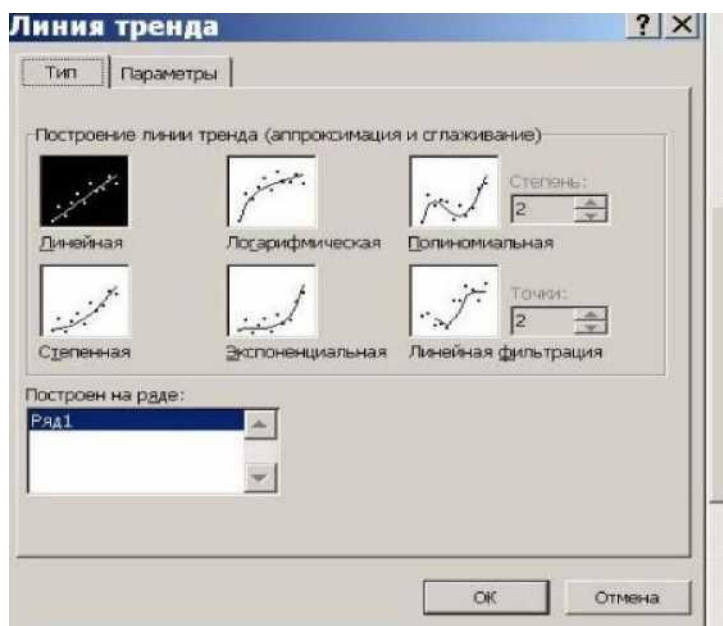 Линия тренда ? ×
Тип Параметры
Построение линии тренда (аппроксимация и сглаживание)
Степень:
2
Линейная Логарифмическая Полиномиальная
Точки:
2
Степенная Экспоненциальная Линейная фильтрация
Построен на ряде:
Ряд1
ОК Отмена